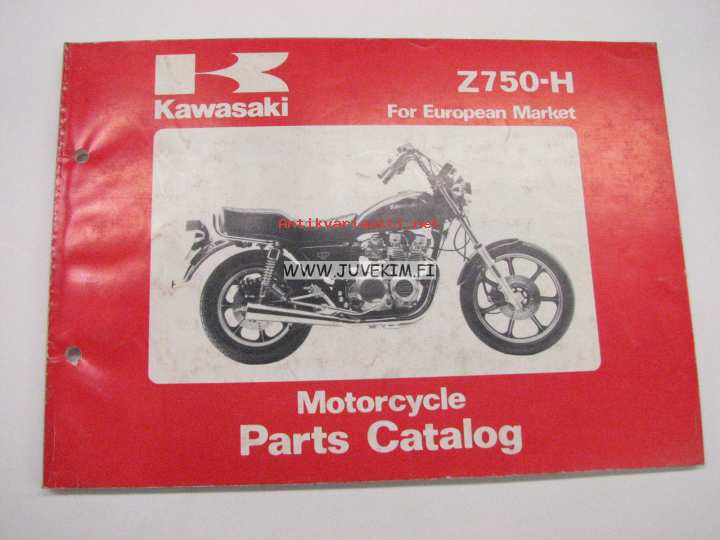 Kawasaki
Z750-H
For European Market
Antikvariaatti.net
WWW.JUVEKIM.FI
Motorcycle
Parts Catalog